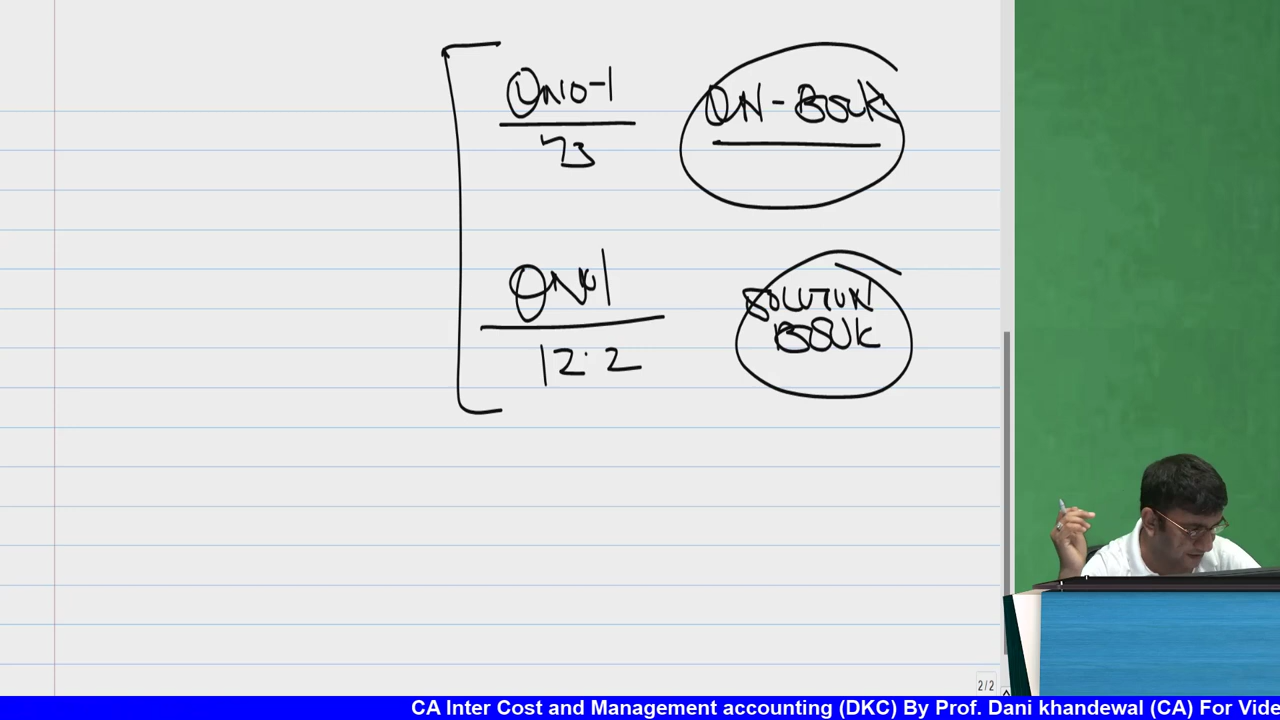 QNO-1 QN-BOOK
73
QNO1 SOLUTION
BOOK
12.2
2/2
CA Inter Cost and Management accounting (DKC) By Prof. Dani khandewal (CA) For Vide